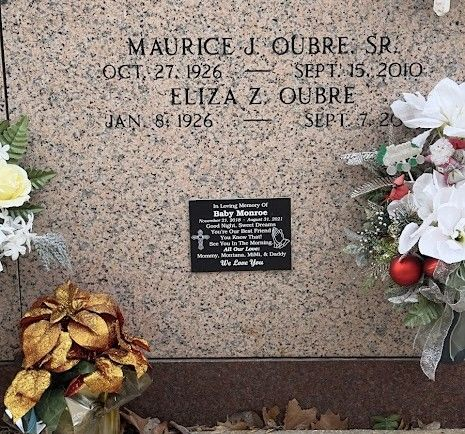 MAURICE J. OUBRE, SR.
OCT. 27, 1926 — SEPT. 15, 2010
ELIZA Z. OUBRE
JAN. 8, 1926 — SEPT. 7, 20
In Loving Memory Of
Baby Monroe
November 21, 2018 - August 31, 2021
Good Night, Sweet Dreams
You're Our Best Friend
You Know That!
See You In The Morning.
All Our Love:
Mommy, Montana, MiMi, & Daddy
We Love You